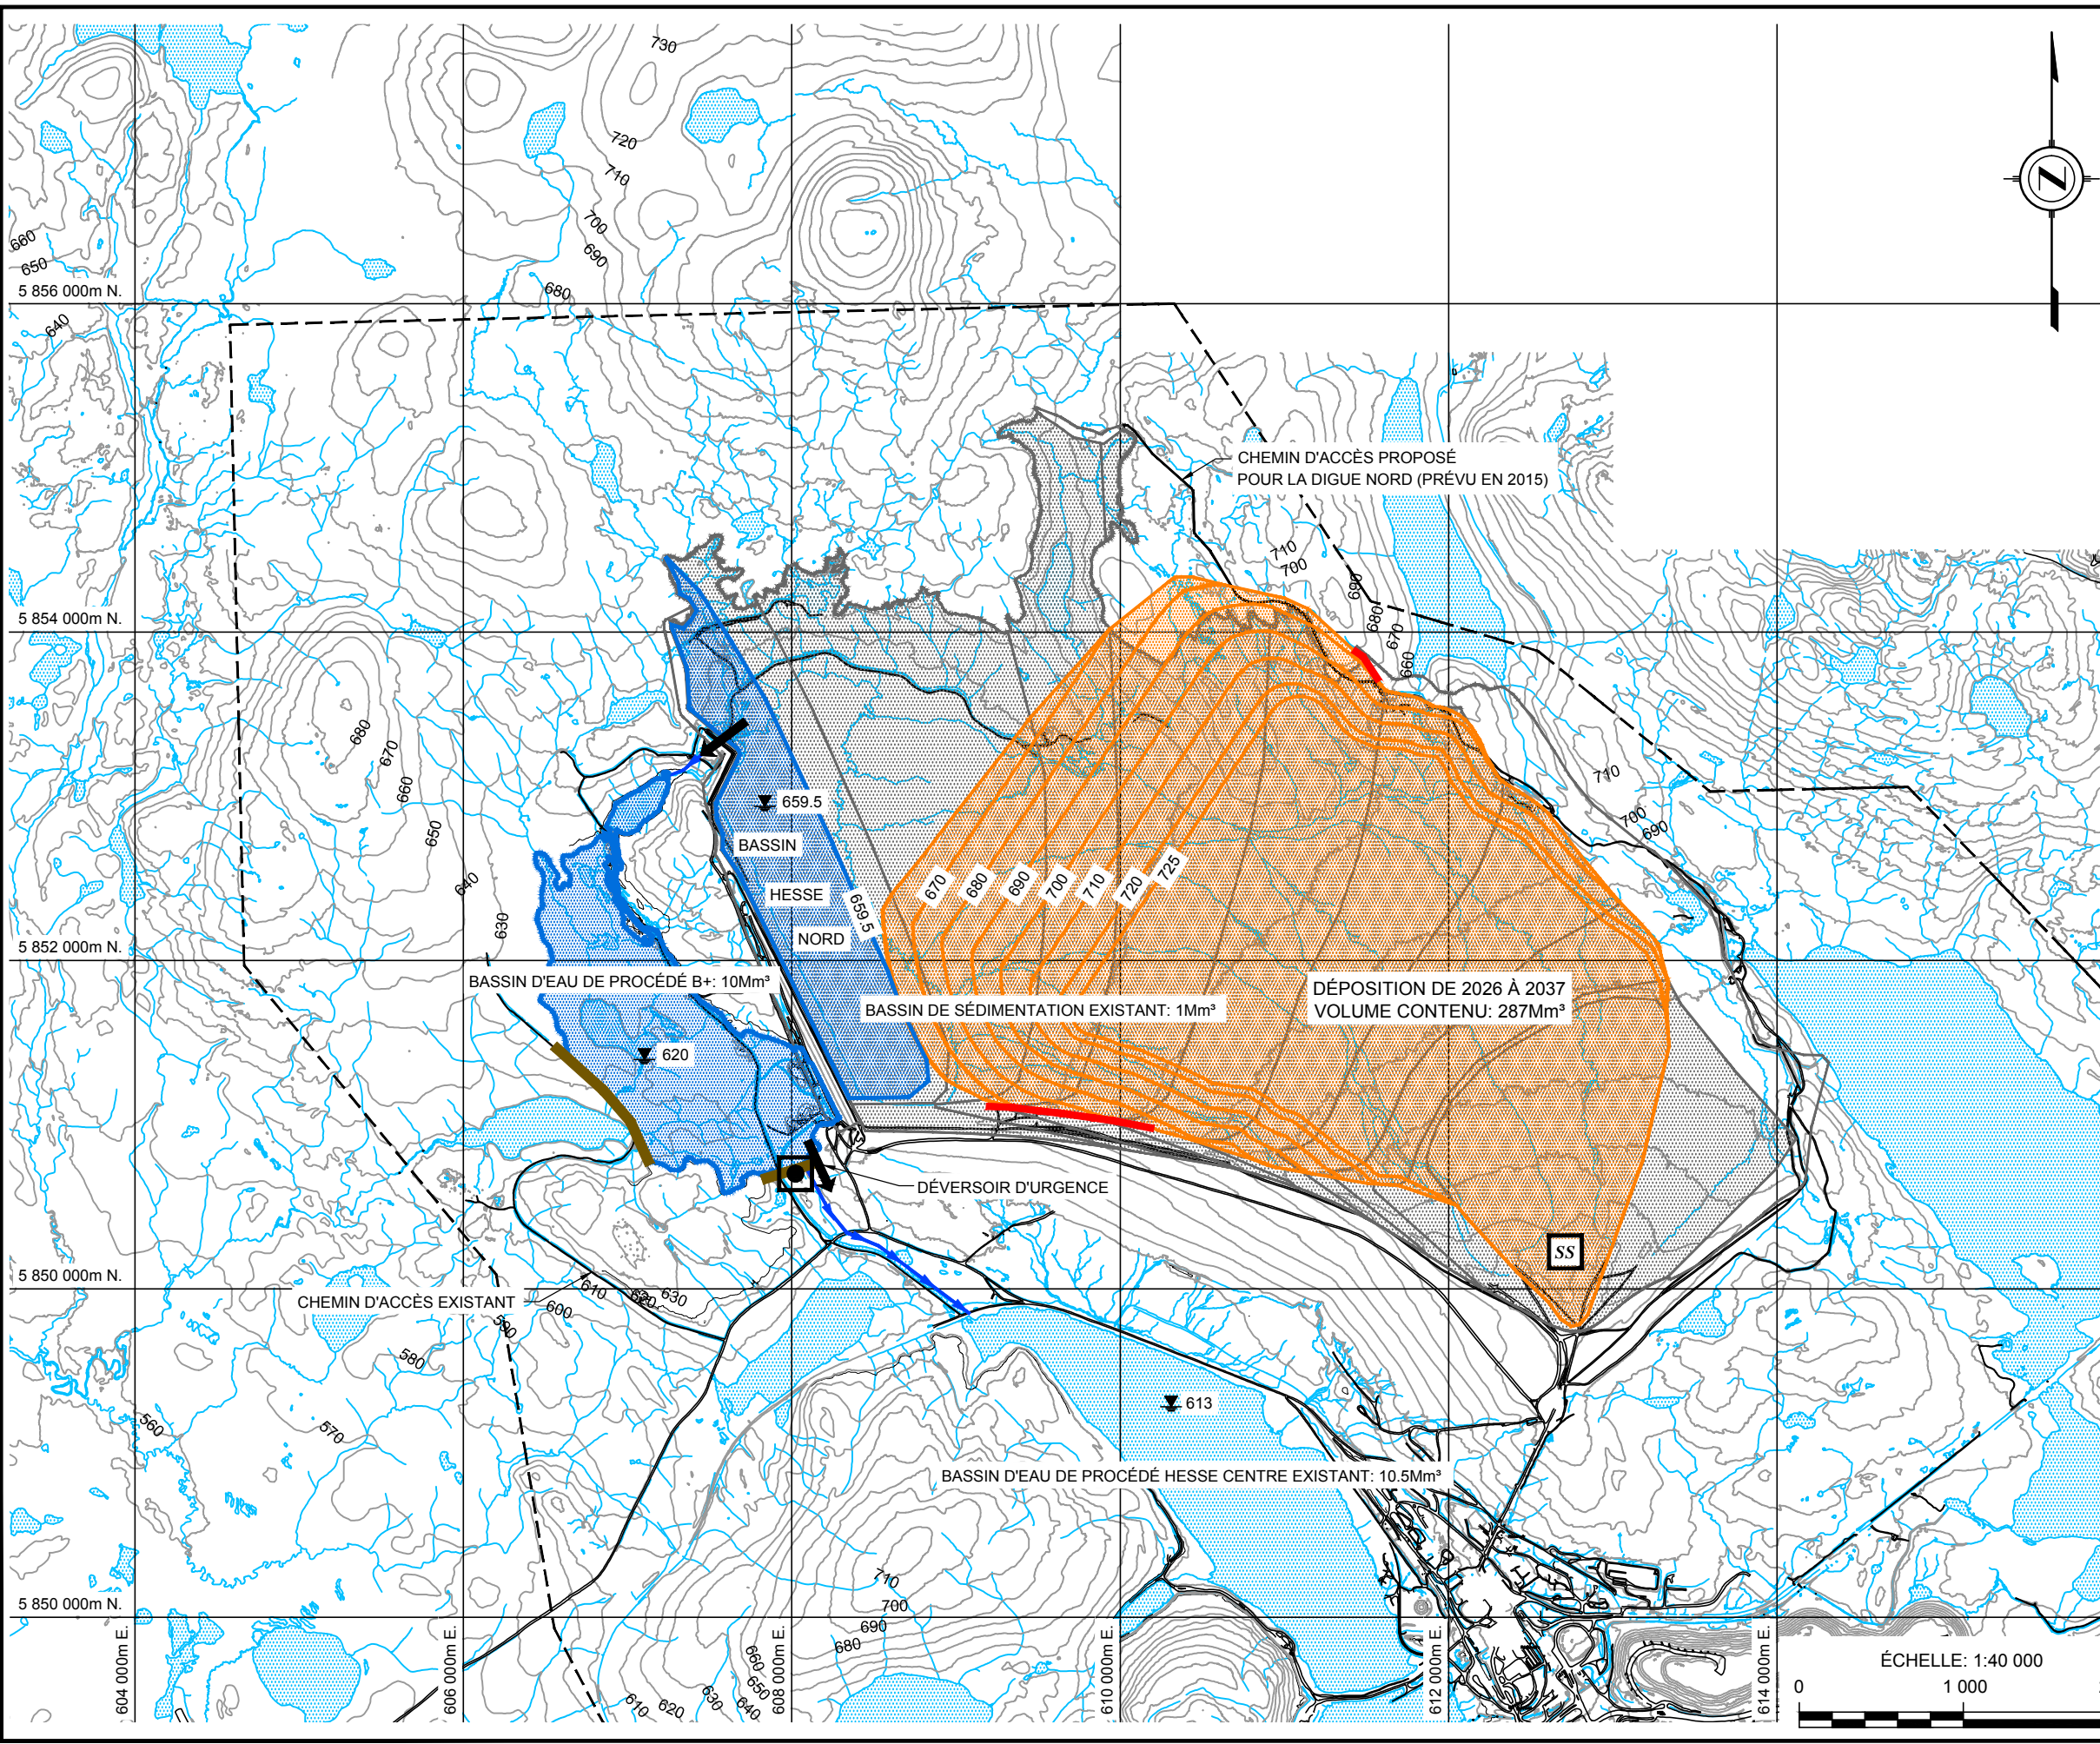 730
720
710
700
690
680
660
650
640
5 856 000m N.
N
CHEMIN D'ACCÈS PROPOSÉ
POUR LA DIGUE NORD (PRÉVU EN 2015)
710
700
690
680
670
660
5 854 000m N.
680
670
660
650
640
630
659.5
BASSIN
HESSE
NORD
659.5
670
680
690
700
710
720
725
710
700
690
5 852 000m N.
BASSIN D'EAU DE PROCÉDÉ B+: 10Mm³
BASSIN DE SÉDIMENTATION EXISTANT: 1Mm³
DÉPOSITION DE 2026 À 2037
VOLUME CONTENU: 287Mm³
620
DÉVERSOIR D'URGENCE
SS
5 850 000m N.
CHEMIN D'ACCÈS EXISTANT
610
620
630
600
590
580
570
560
613
BASSIN D'EAU DE PROCÉDÉ HESSE CENTRE EXISTANT: 10.5Mm³
5 850 000m N.
710
700
690
680
660
650
640
630
620
610
604 000m E.
606 000m E.
608 000m E.
610 000m E.
612 000m E.
614 000m E.
ÉCHELLE: 1:40 000
0
1 000